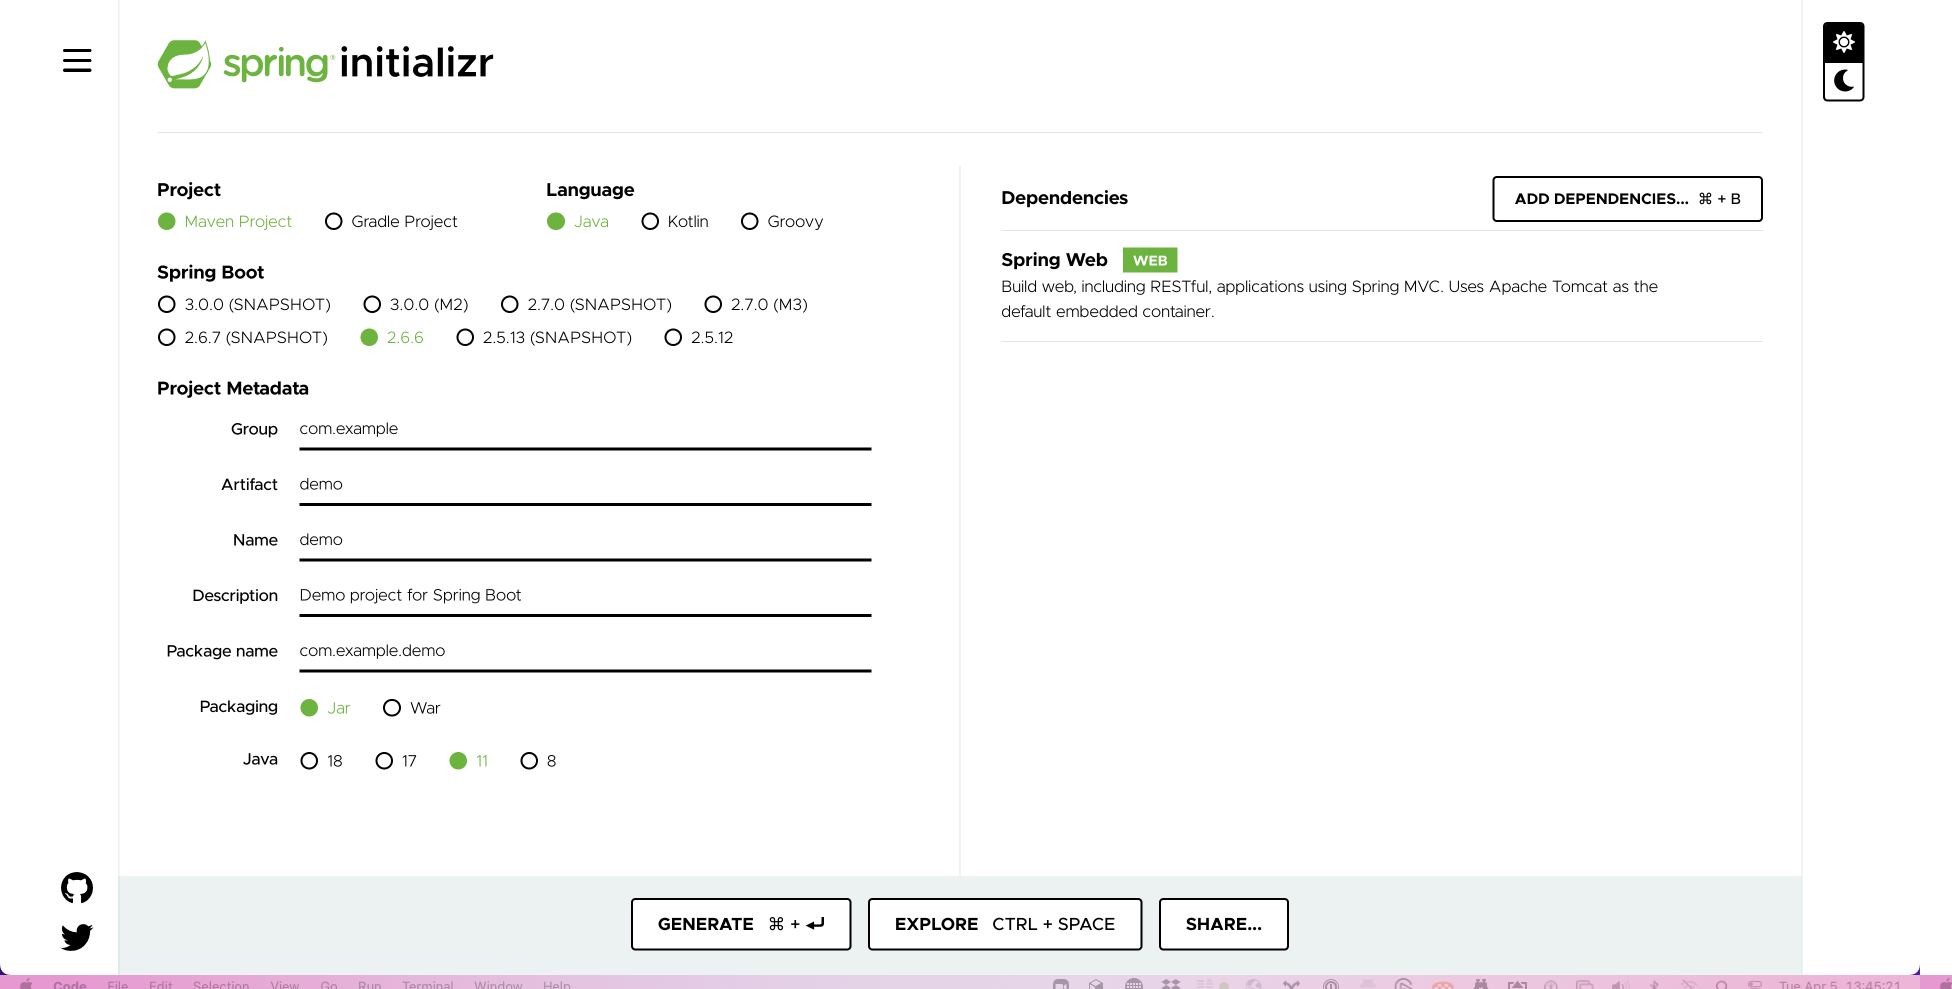 spring initializr
Project
Maven Project Gradle Project
Language
Java Kotlin Groovy
Spring Boot
3.0.0 (SNAPSHOT) 3.0.0 (M2) 2.7.0 (SNAPSHOT) 2.7.0 (M3)
2.6.7 (SNAPSHOT) 2.6.6 2.5.13 (SNAPSHOT) 2.5.12
Project Metadata
Group com.example
Artifact demo
Name demo
Description Demo project for Spring Boot
Package name com.example.demo
Packaging Jar War
Java 18 17 11 8
Dependencies
ADD DEPENDENCIES... ⌘ + B
Spring Web WEB
Build web, including RESTful, applications using Spring MVC. Uses Apache Tomcat as the
default embedded container.
GENERATE ⌘ + ↵
EXPLORE CTRL + SPACE
SHARE...
Code File Edit Selection View Go Run Terminal Window Help Tue Apr 5 13:45:21